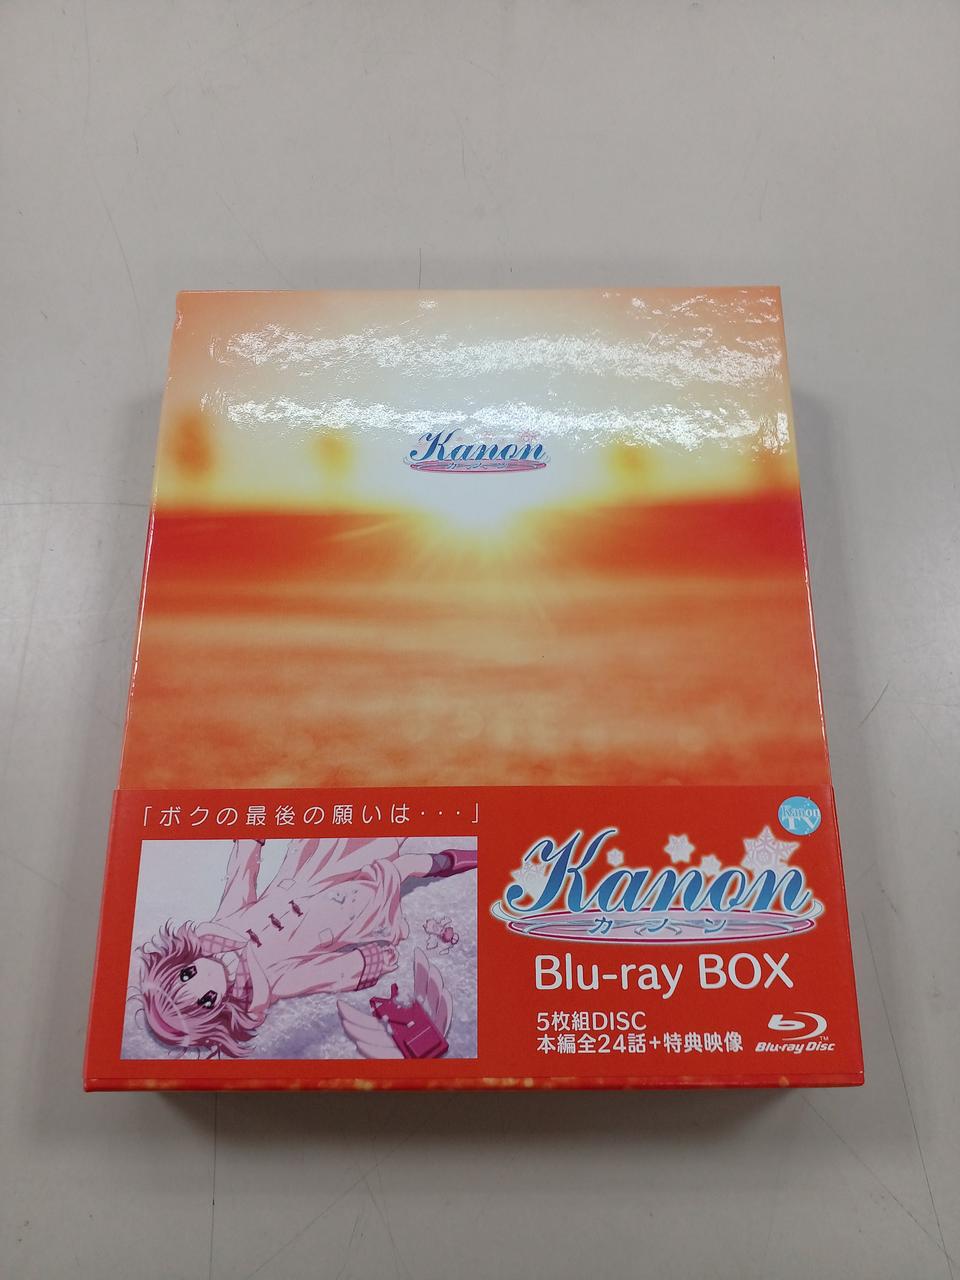 Kanon
カノン
「ボクの最後の願いは・・・」
Kanon
TV
Kanon
カノン
Blu-ray BOX
5枚組DISC
本編全24話+特典映像
Blu-ray Disc™